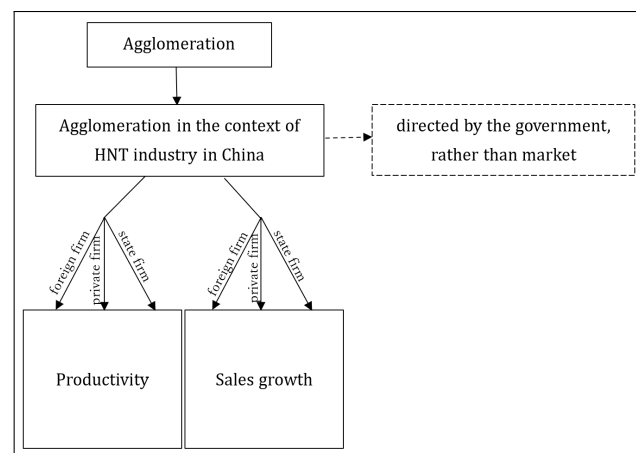 Agglomeration
Agglomeration in the context of
HNT industry in China
directed by the government,
rather than market
foreign firm
private firm
state firm
foreign firm
private firm
state firm
Productivity
Sales growth